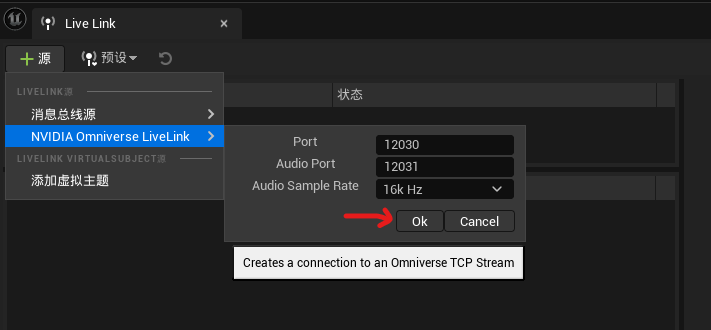 Live Link
源
预设
LIVELINK源
状态
消息总线源
NVIDIA Omniverse LiveLink
LIVELINK VIRTUALSUBJECT源
添加虚拟主题
Port 12030
Audio Port 12031
Audio Sample Rate 16k Hz
Ok Cancel
Creates a connection to an Omniverse TCP Stream